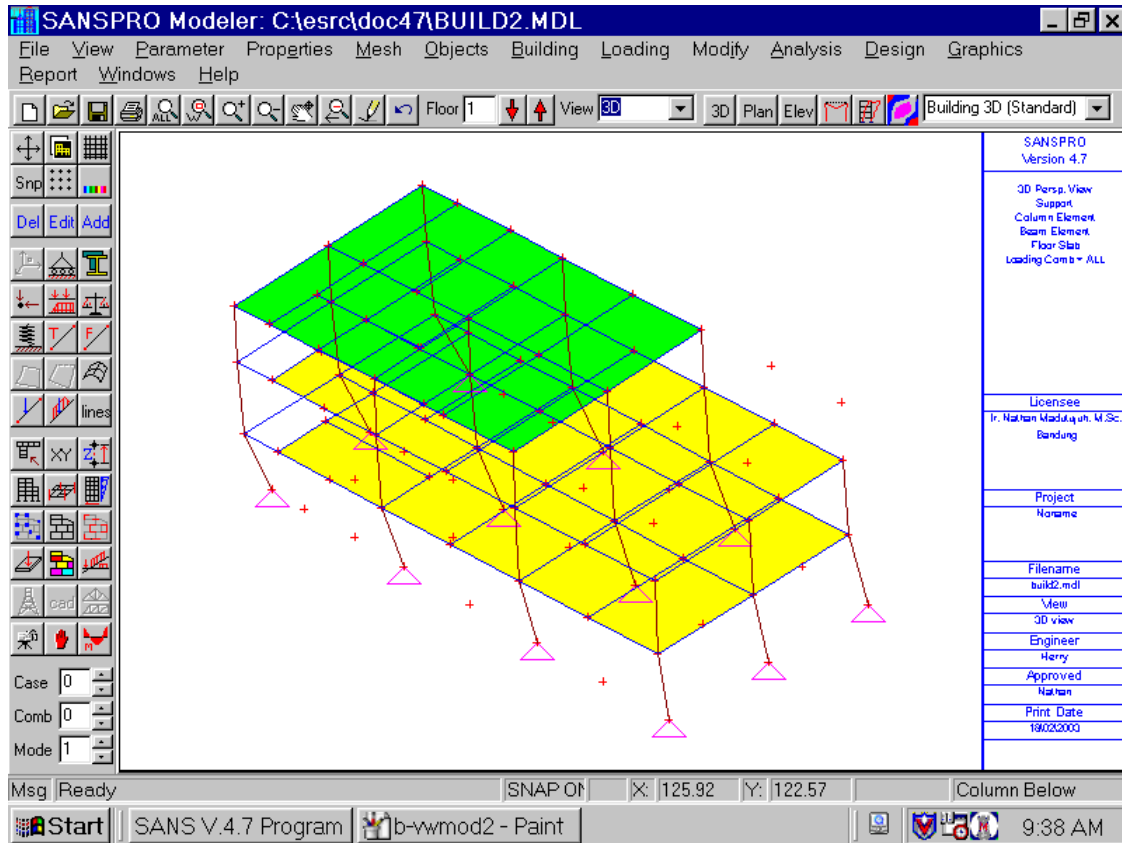 SANSPRO Modeler: C:\esrc\doc47\BUILD2.MDL
File View Parameter Properties Mesh Objects Building Loading Modify Analysis Design Graphics
Report Windows Help
Floor 1 View 3D 3D Plan Elev Building 3D (Standard)
SANSPRO
Version 4.7
3D Persp. View
Support
Column Element
Beam Element
Floor Slab
Loading Comb = ALL
Licensee
Ir. Nathan Madutujuh, M.Sc.
Bandung
Project
Noname
Filename
build2.mdl
View
3D view
Engineer
Herry
Approved
Nathan
Print Date
18/02/2003
Snp
Del Edit Add
T F
lines
XY Z
cad
M
Case 0
Comb 0
Mode 1
Msg Ready SNAP ON X: 125.92 Y: 122.57 Column Below
Start SANS V.4.7 Program b-vwmod2 - Paint 9:38 AM